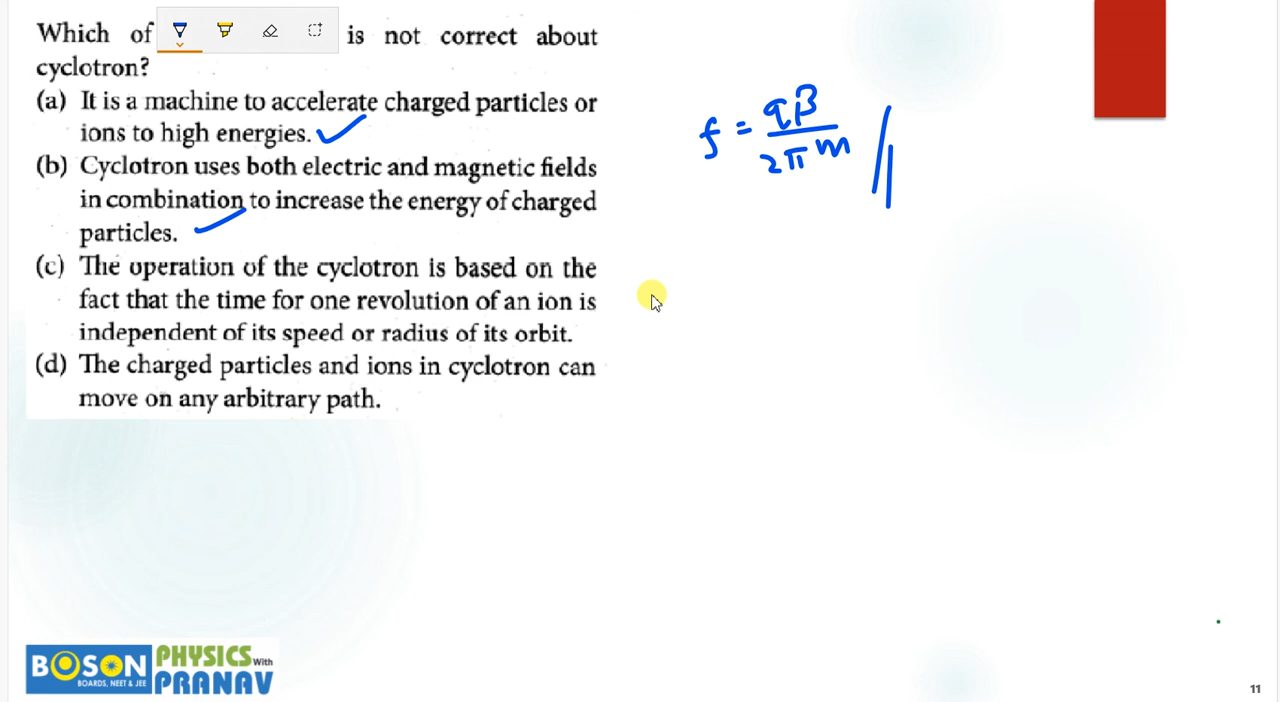 Which of is not correct about
cyclotron?
(a) It is a machine to accelerate charged particles or
ions to high energies.
(b) Cyclotron uses both electric and magnetic fields
in combination to increase the energy of charged
particles.
(c) The operation of the cyclotron is based on the
fact that the time for one revolution of an ion is
independent of its speed or radius of its orbit.
(d) The charged particles and ions in cyclotron can
move on any arbitrary path.
f = qB
2πm
BOSON PHYSICS With
BOARDS, NEET & JEE PRANAV
11